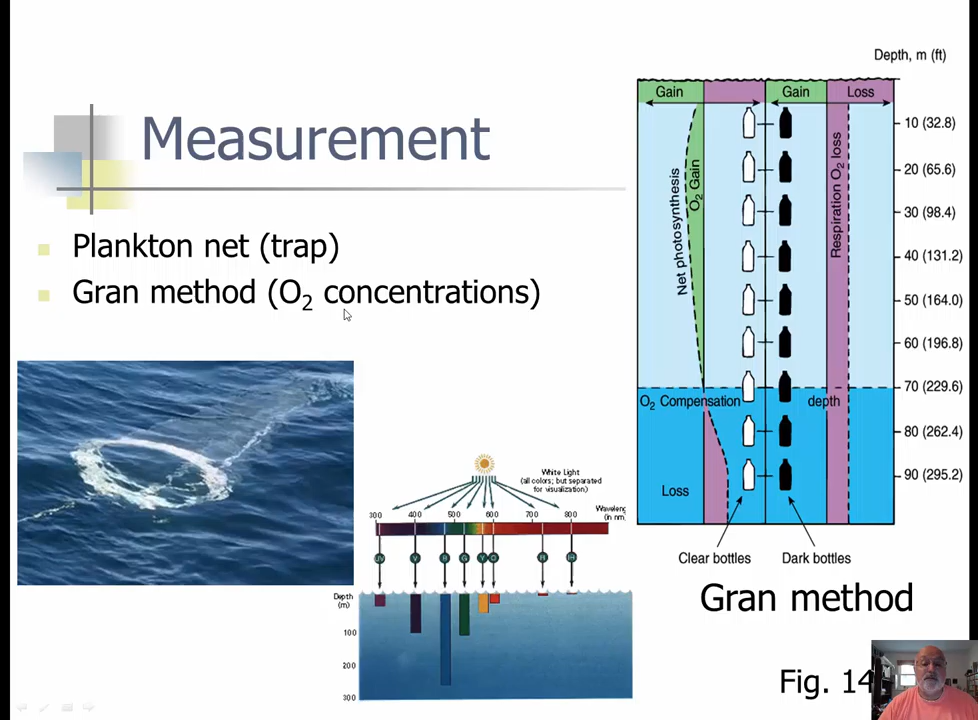 Measurement
Plankton net (trap)
Gran method (O2 concentrations)
Depth, m (ft)
Gain
Gain
Loss
10 (32.8)
20 (65.6)
30 (98.4)
40 (131.2)
50 (164.0)
60 (196.8)
70 (229.6)
80 (262.4)
90 (295.2)
Net photosynthesis
O2 Gain
Respiration O2 loss
O2 Compensation depth
Loss
Clear bottles
Dark bottles
Gran method
White Light
(all colors; but separated
for visualization)
300 400 500 600 700 800
(in nm)
UV V B G Y O R IR
Depth
(m)
100
200
300
Fig. 14